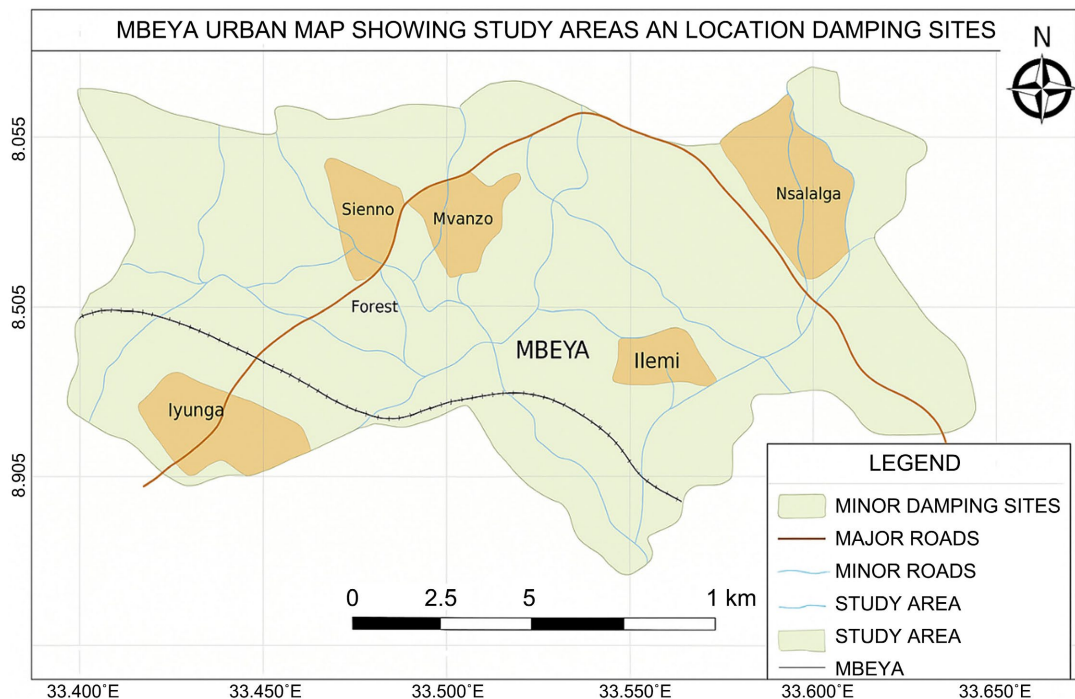 MBEYA URBAN MAP SHOWING STUDY AREAS AN LOCATION DAMPING SITES
N
8.055
8.505
8.905
Sienno
Mvanzo
Nsalalga
Forest
MBEYA
Ilemi
Iyunga
0 2.5 5 1 km
LEGEND
MINOR DAMPING SITES
MAJOR ROADS
MINOR ROADS
STUDY AREA
STUDY AREA
MBEYA
33.400°E 33.450°E 33.500°E 33.550°E 33.600°E 33.650°E